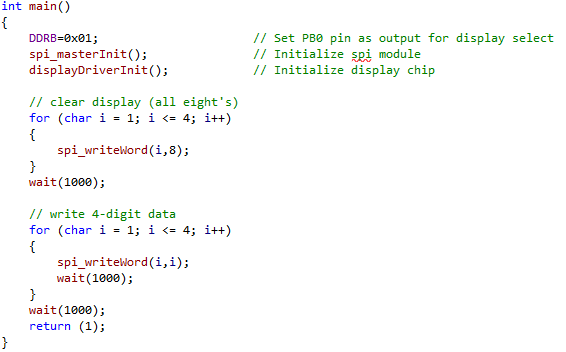 int main()
{
    DDRB=0x01;                      // Set PB0 pin as output for display select
    spi_masterInit();               // Initialize spi module
    displayDriverInit();            // Initialize display chip

    // clear display (all eight's)
    for (char i = 1; i <= 4; i++)
    {
        spi_writeWord(i,8);
    }
    wait(1000);

    // write 4-digit data
    for (char i = 1; i <= 4; i++)
    {
        spi_writeWord(i,i);
        wait(1000);
    }
    wait(1000);
    return (1);
}